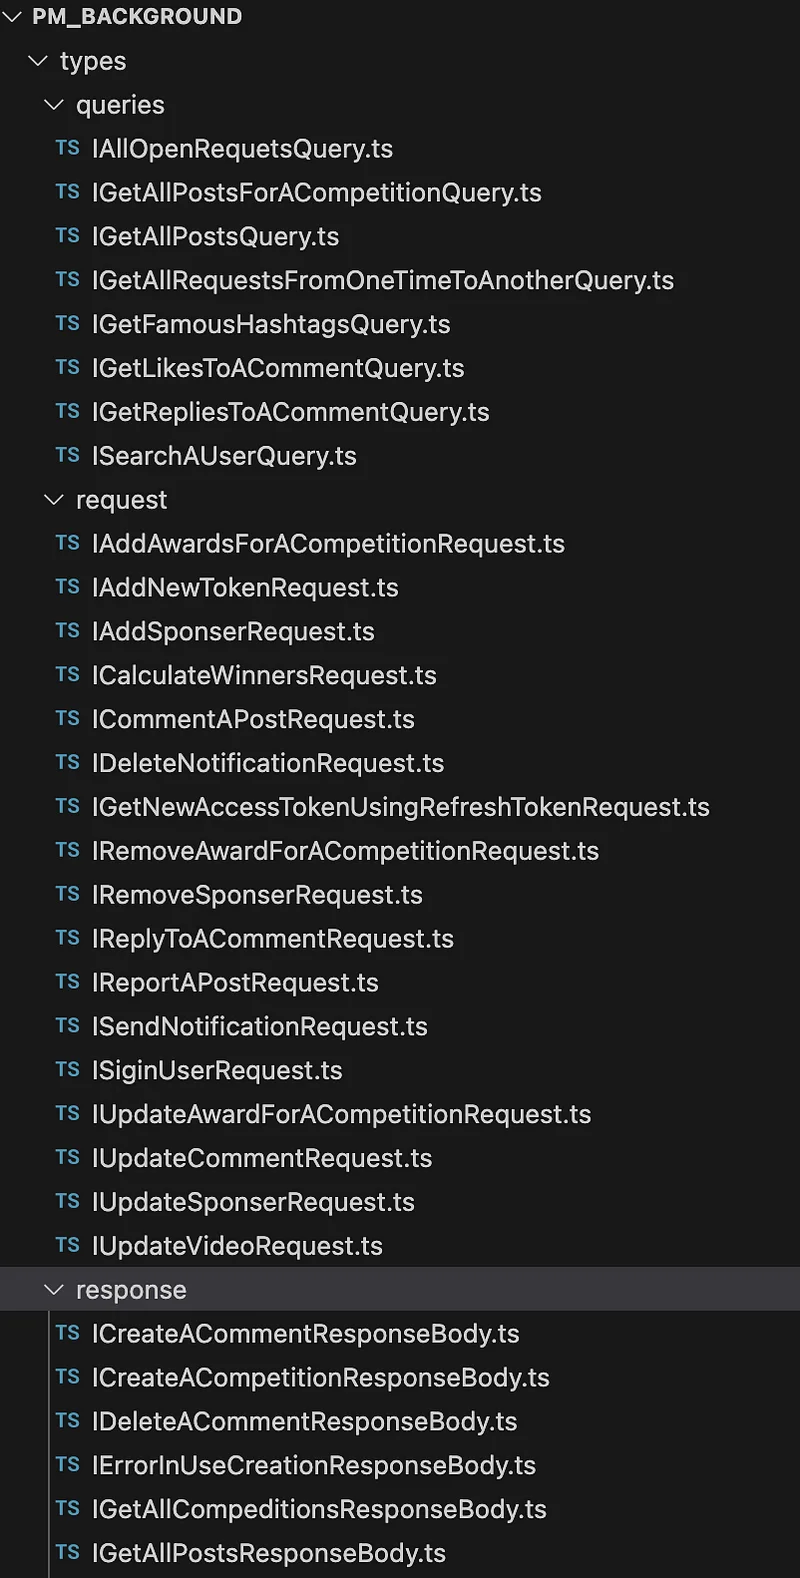 PM_BACKGROUND
types
queries
TS IAllOpenRequetsQuery.ts
TS IGetAllPostsForACompetitionQuery.ts
TS IGetAllPostsQuery.ts
TS IGetAllRequestsFromOneTimeToAnotherQuery.ts
TS IGetFamousHashtagsQuery.ts
TS IGetLikesToACommentQuery.ts
TS IGetRepliesToACommentQuery.ts
TS ISearchAUserQuery.ts
request
TS IAddAwardsForACompetitionRequest.ts
TS IAddNewTokenRequest.ts
TS IAddSponserRequest.ts
TS ICalculateWinnersRequest.ts
TS ICommentAPostRequest.ts
TS IDeleteNotificationRequest.ts
TS IGetNewAccessTokenUsingRefreshTokenRequest.ts
TS IRemoveAwardForACompetitionRequest.ts
TS IRemoveSponserRequest.ts
TS IReplyToACommentRequest.ts
TS IReportAPostRequest.ts
TS ISendNotificationRequest.ts
TS ISiginUserRequest.ts
TS IUpdateAwardForACompetitionRequest.ts
TS IUpdateCommentRequest.ts
TS IUpdateSponserRequest.ts
TS IUpdateVideoRequest.ts
response
TS ICreateACommentResponseBody.ts
TS ICreateACompetitionResponseBody.ts
TS IDeleteACommentResponseBody.ts
TS IErrorInUseCreationResponseBody.ts
TS IGetAllCompeditionsResponseBody.ts
TS IGetAllPostsResponseBody.ts